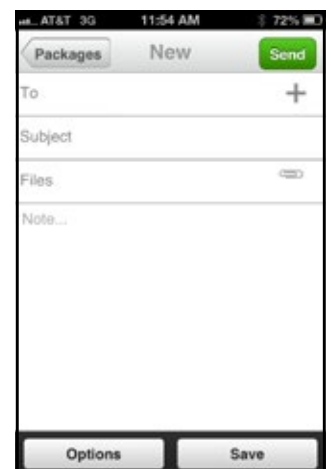 AT&T 3G 11:54 AM 72%
Packages New Send
To
Subject
Files
Note...
Options Save